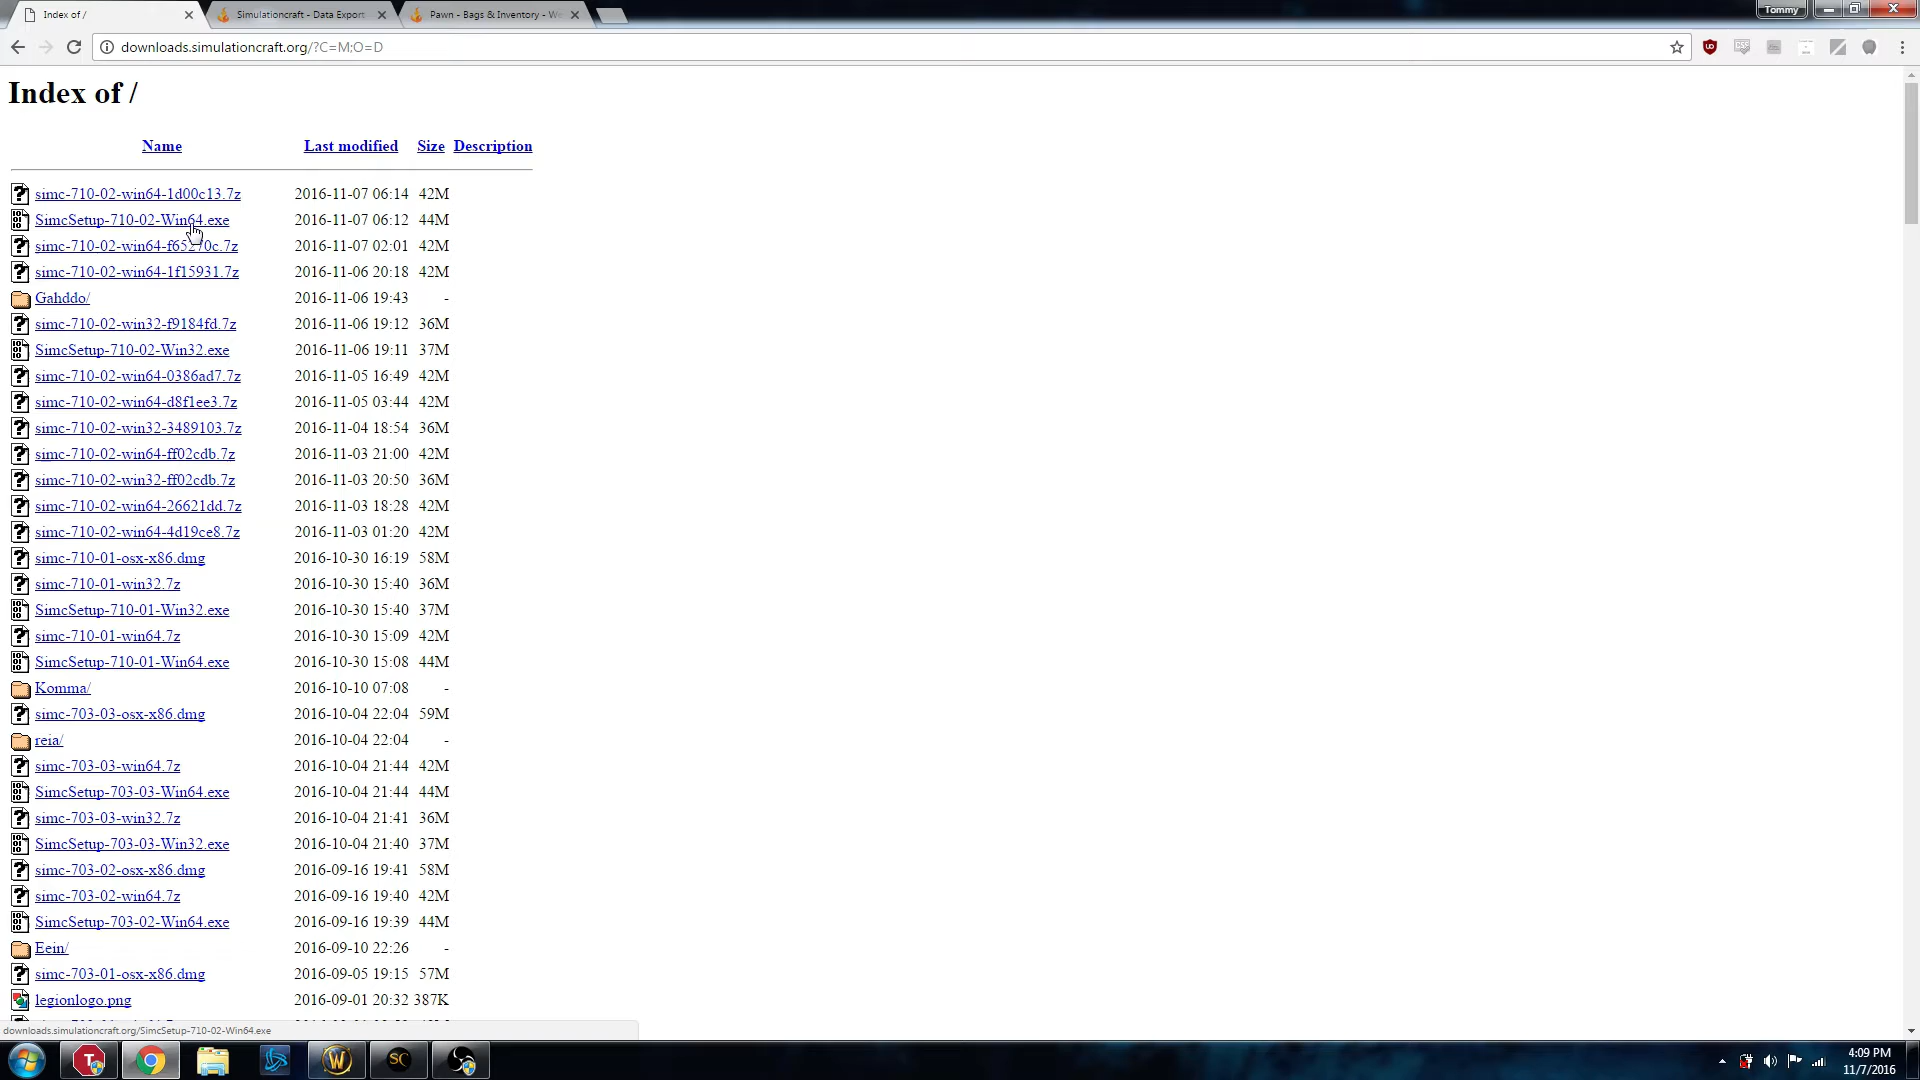 Index of /
Simulationcraft - Data Export
Pawn - Bags & Inventory - We
Tommy
downloads.simulationcraft.org/?C=M;O=D
Index of /
Name Last modified Size Description
simc-710-02-win64-1d00c13.7z 2016-11-07 06:14 42M
SimcSetup-710-02-Win64.exe 2016-11-07 06:12 44M
simc-710-02-win64-f65270c.7z 2016-11-07 02:01 42M
simc-710-02-win64-1f15931.7z 2016-11-06 20:18 42M
Gahddo/ 2016-11-06 19:43 -
simc-710-02-win32-f9184fd.7z 2016-11-06 19:12 36M
SimcSetup-710-02-Win32.exe 2016-11-06 19:11 37M
simc-710-02-win64-0386ad7.7z 2016-11-05 16:49 42M
simc-710-02-win64-d8f1ee3.7z 2016-11-05 03:44 42M
simc-710-02-win32-3489103.7z 2016-11-04 18:54 36M
simc-710-02-win64-ff02cdb.7z 2016-11-03 21:00 42M
simc-710-02-win32-ff02cdb.7z 2016-11-03 20:50 36M
simc-710-02-win64-26621dd.7z 2016-11-03 18:28 42M
simc-710-02-win64-4d19ce8.7z 2016-11-03 01:20 42M
simc-710-01-osx-x86.dmg 2016-10-30 16:19 58M
simc-710-01-win32.7z 2016-10-30 15:40 36M
SimcSetup-710-01-Win32.exe 2016-10-30 15:40 37M
simc-710-01-win64.7z 2016-10-30 15:09 42M
SimcSetup-710-01-Win64.exe 2016-10-30 15:08 44M
Komma/ 2016-10-10 07:08 -
simc-703-03-osx-x86.dmg 2016-10-04 22:04 59M
reia/ 2016-10-04 22:04 -
simc-703-03-win64.7z 2016-10-04 21:44 42M
SimcSetup-703-03-Win64.exe 2016-10-04 21:44 44M
simc-703-03-win32.7z 2016-10-04 21:41 36M
SimcSetup-703-03-Win32.exe 2016-10-04 21:40 37M
simc-703-02-osx-x86.dmg 2016-09-16 19:41 58M
simc-703-02-win64.7z 2016-09-16 19:40 42M
SimcSetup-703-02-Win64.exe 2016-09-16 19:39 44M
Eein/ 2016-09-10 22:26 -
simc-703-01-osx-x86.dmg 2016-09-05 19:15 57M
legionlogo.png 2016-09-01 20:32 387K
downloads.simulationcraft.org/SimcSetup-710-02-Win64.exe
T
W
SC
4:09 PM
11/7/2016